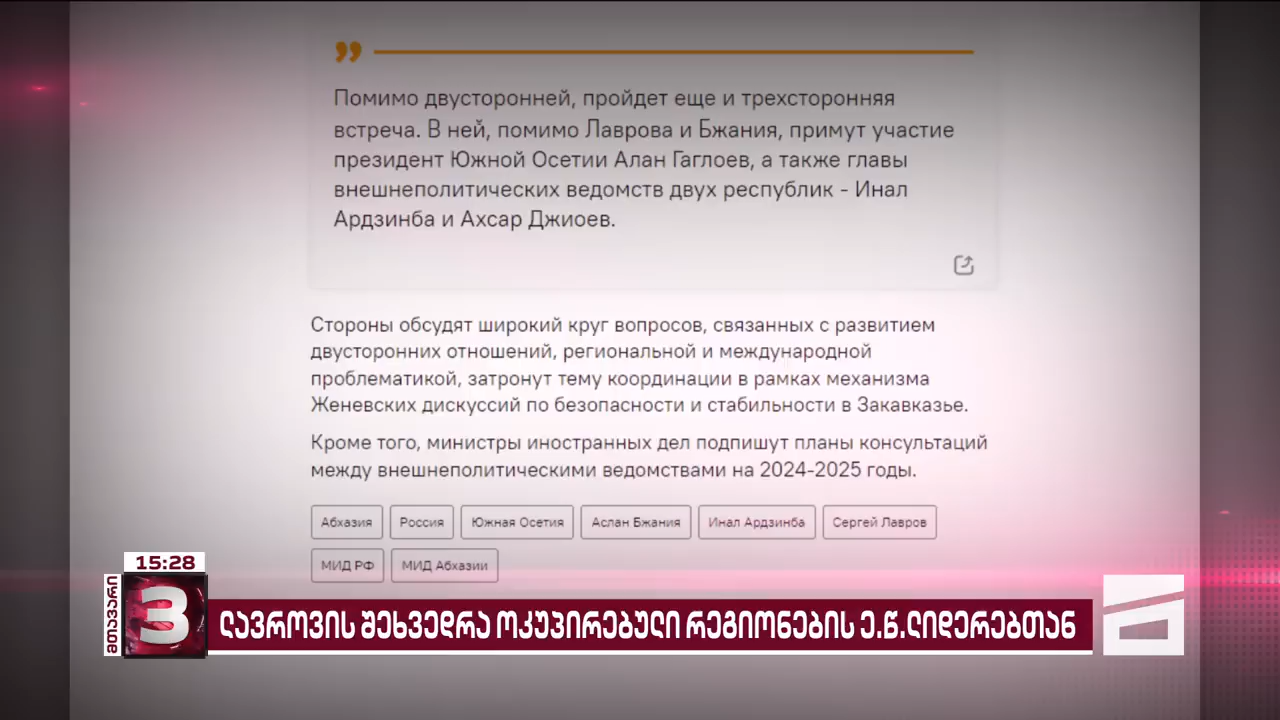 Помимо двусторонней, пройдет еще и трехсторонняя
встреча. В ней, помимо Лаврова и Бжания, примут участие
президент Южной Осетии Алан Гаглоев, а также главы
внешнеполитических ведомств двух республик - Инал
Ардзинба и Ахсар Джиоев.
Стороны обсудят широкий круг вопросов, связанных с развитием
двусторонних отношений, региональной и международной
проблематикой, затронут тему координации в рамках механизма
Женевских дискуссий по безопасности и стабильности в Закавказье.
Кроме того, министры иностранных дел подпишут планы консультаций
между внешнеполитическими ведомствами на 2024-2025 годы.
Абхазия Россия Южная Осетия Аслан Бжания Инал Ардзинба Сергей Лавров
МИД РФ МИД Абхазии
15:28
მთავარი
3
ლავროვის შეხვედრა ოკუპირებული რეგიონების ე.წ.ლიდერებთან